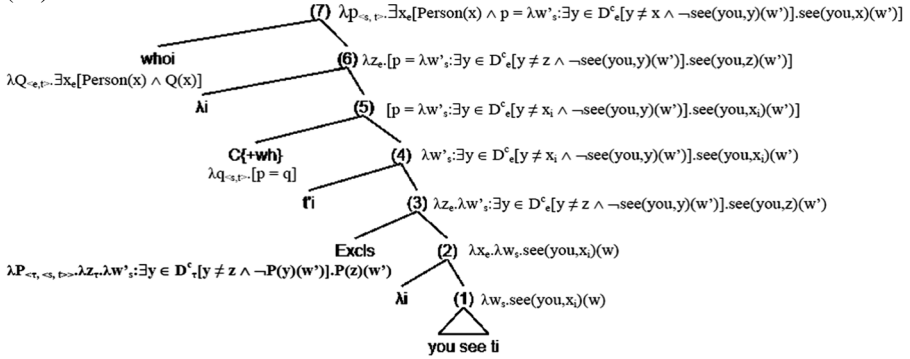 (7) λp<s, t>.∃xₑ[Person(x) ∧ p = λw'ₛ:∃y ∈ Dᶜₑ[y ≠ x ∧ ¬see(you,y)(w')].see(you,x)(w')]
whoi
(6) λzₑ.[p = λw'ₛ:∃y ∈ Dᶜₑ[y ≠ z ∧ ¬see(you,y)(w')].see(you,z)(w')]
λQ<e,t>.∃xₑ[Person(x) ∧ Q(x)]
λi
(5) [p = λw'ₛ:∃y ∈ Dᶜₑ[y ≠ xᵢ ∧ ¬see(you,y)(w')].see(you,xᵢ)(w')]
C{+wh}
(4) λw'ₛ:∃y ∈ Dᶜₑ[y ≠ xᵢ ∧ ¬see(you,y)(w')].see(you,xᵢ)(w')
λq<s,t>.[p = q]
t'i
(3) λzₑ.λw'ₛ:∃y ∈ Dᶜₑ[y ≠ z ∧ ¬see(you,y)(w')].see(you,z)(w')
Excls
(2) λxₑ.λwₛ.see(you,xᵢ)(w)
λP<τ, <s, t>>.λzτ.λw'ₛ:∃y ∈ Dᶜτ[y ≠ z ∧ ¬P(y)(w')].P(z)(w')
λi
(1) λwₛ.see(you,xᵢ)(w)
you see ti